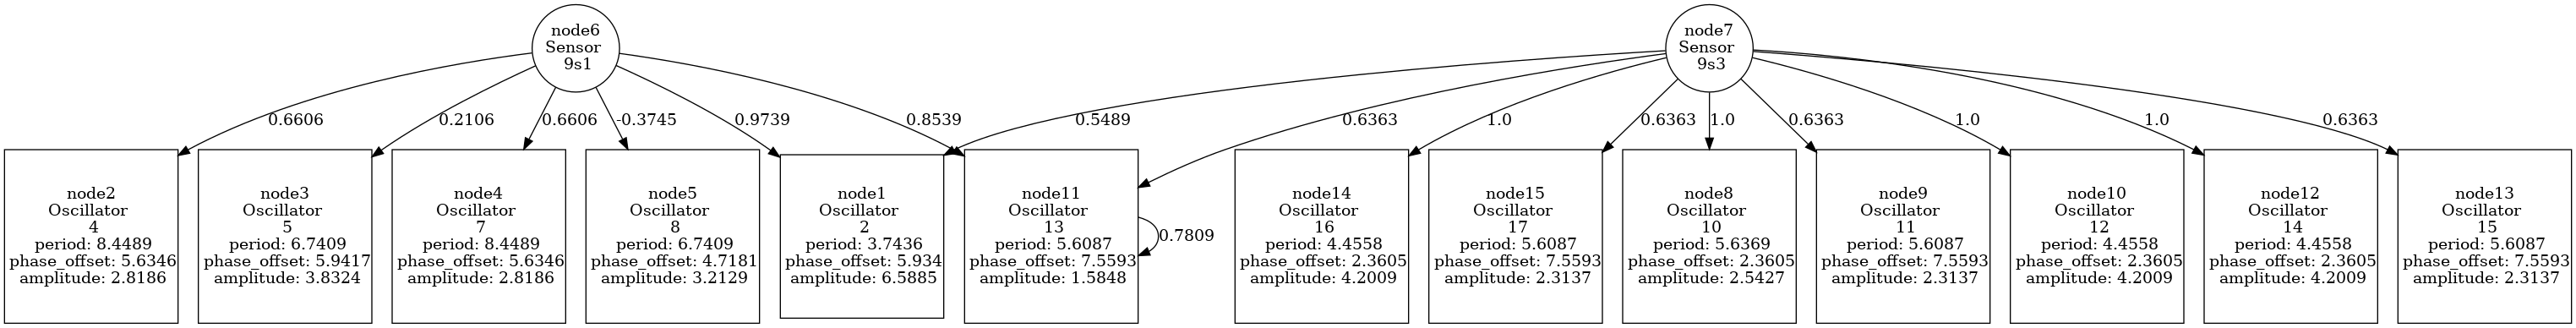 node6
Sensor
9s1
node7
Sensor
9s3
0.6606
0.2106
0.6606
-0.3745
0.9739
0.8539
0.5489
0.6363
1.0
0.6363
1.0
0.6363
1.0
1.0
0.6363
node2
Oscillator
4
period: 8.4489
phase_offset: 5.6346
amplitude: 2.8186
node3
Oscillator
5
period: 6.7409
phase_offset: 5.9417
amplitude: 3.8324
node4
Oscillator
7
period: 8.4489
phase_offset: 5.6346
amplitude: 2.8186
node5
Oscillator
8
period: 6.7409
phase_offset: 4.7181
amplitude: 3.2129
node1
Oscillator
2
period: 3.7436
phase_offset: 5.934
amplitude: 6.5885
node11
Oscillator
13
period: 5.6087
phase_offset: 7.5593
amplitude: 1.5848
0.7809
node14
Oscillator
16
period: 4.4558
phase_offset: 2.3605
amplitude: 4.2009
node15
Oscillator
17
period: 5.6087
phase_offset: 7.5593
amplitude: 2.3137
node8
Oscillator
10
period: 5.6369
phase_offset: 2.3605
amplitude: 2.5427
node9
Oscillator
11
period: 5.6087
phase_offset: 7.5593
amplitude: 2.3137
node10
Oscillator
12
period: 4.4558
phase_offset: 2.3605
amplitude: 4.2009
node12
Oscillator
14
period: 4.4558
phase_offset: 2.3605
amplitude: 4.2009
node13
Oscillator
15
period: 5.6087
phase_offset: 7.5593
amplitude: 2.3137